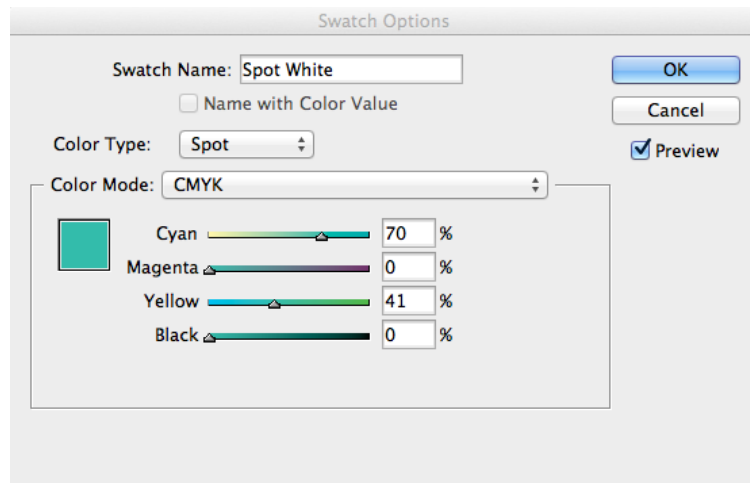 Swatch Options
Swatch Name: Spot White
OK
Name with Color Value
Cancel
Color Type: Spot
Preview
Color Mode: CMYK
Cyan 70 %
Magenta 0 %
Yellow 41 %
Black 0 %